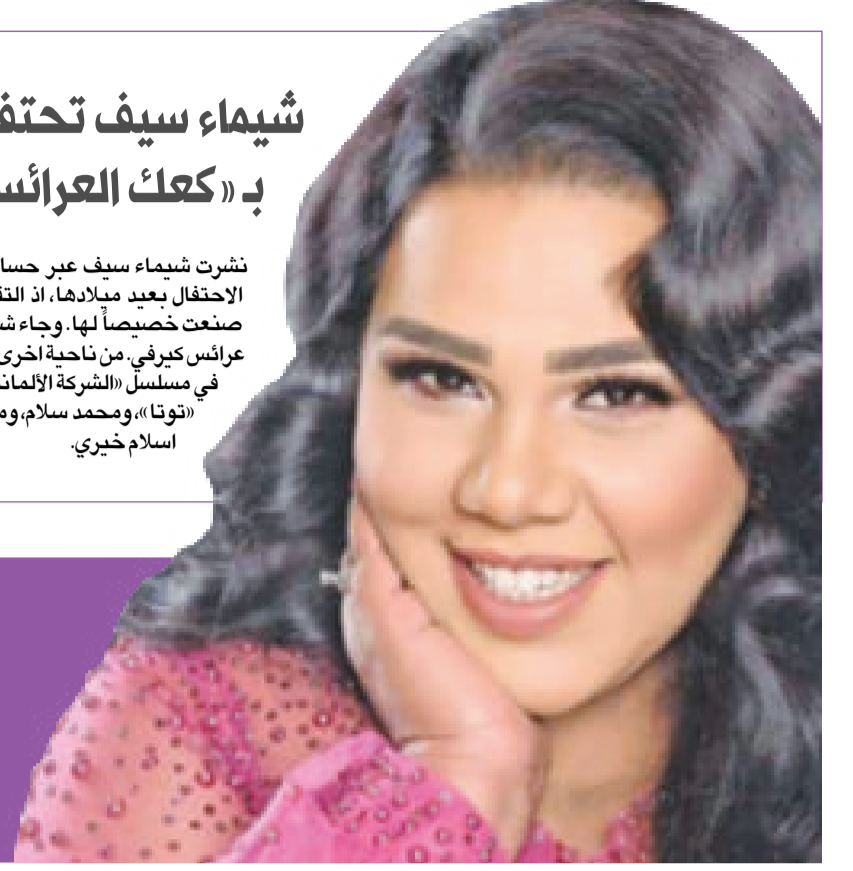 شيماء سيف تحتف
بـ «كعك العرائس
نشرت شيماء سيف عبر حسا
الاحتفال بعيد ميلادها، اذ الت
صنعت خصيصاً لها. وجاء ش
عرائس كيرفي. من ناحية اخرى
في مسلسل «الشركة الألمان
«توتا»، ومحمد سلام، وم
اسلام خيري.